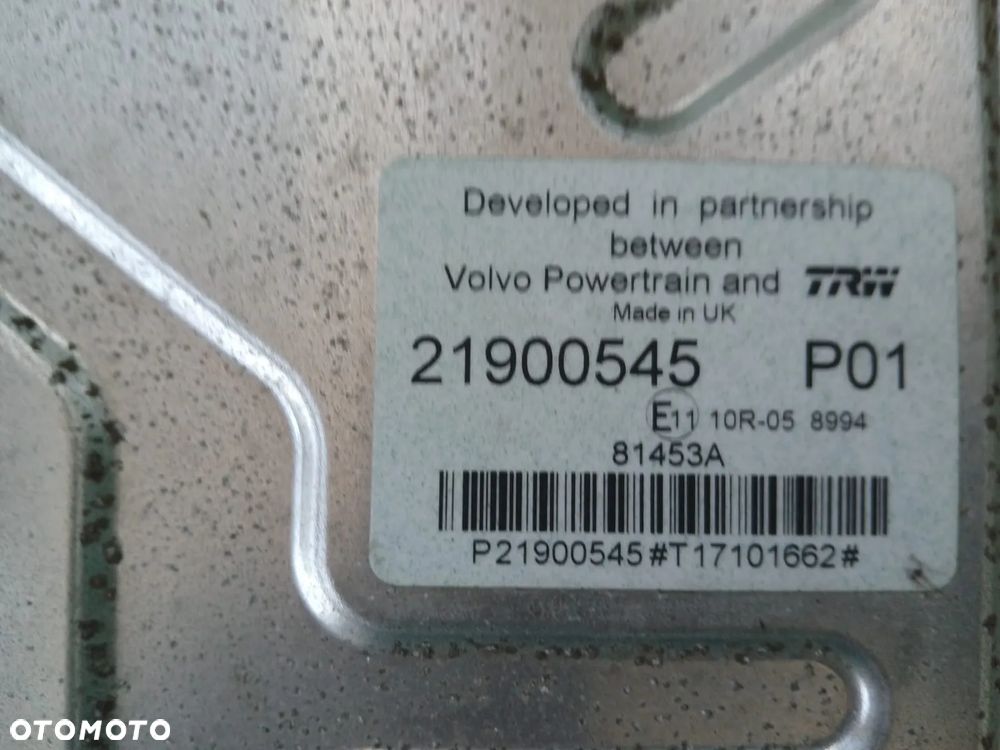 Developed in partnership
between
Volvo Powertrain and TRW
Made in UK
21900545 P01
E11 10R-05 8994
81453A
P21900545#T17101662#
OTOMOTO